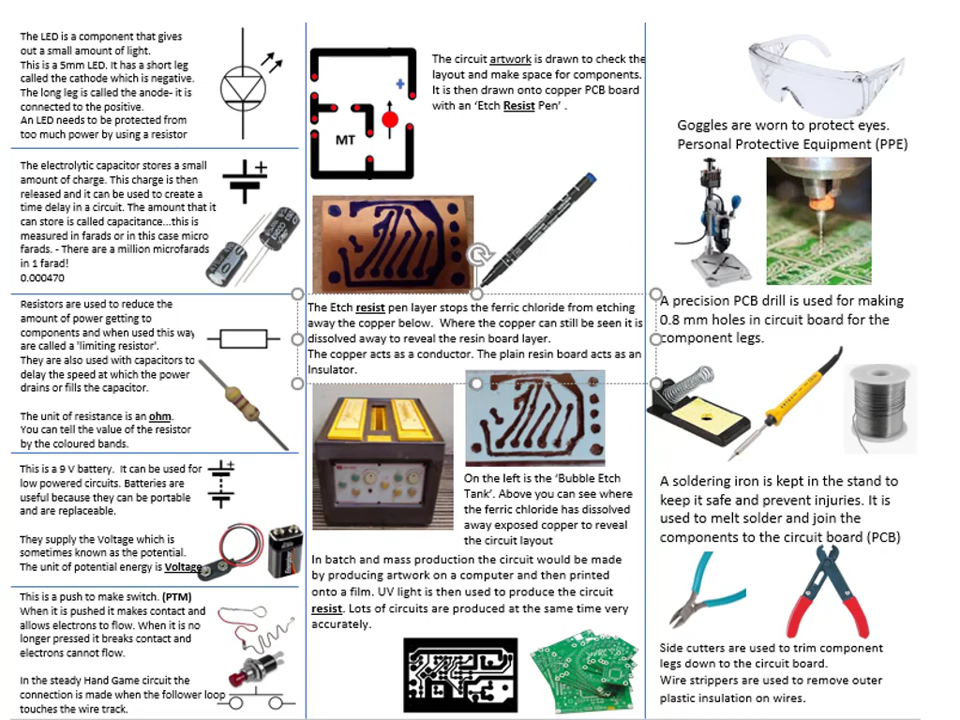 The LED is a component that gives
out a small amount of light.
This is a 5mm LED. It has a short leg
called the cathode which is negative.
The long leg is called the anode- it is
connected to the positive.
An LED needs to be protected from
too much power by using a resistor
The electrolytic capacitor stores a small
amount of charge. This charge is then
released and it can be used to create a
time delay in a circuit. The amount that it
can store is called capacitance...this is
measured in farads or in this case micro
farads. - There are a million microfarads
in 1 farad!
0.000470
+
Resistors are used to reduce the
amount of power getting to
components and when used this way
are called a 'limiting resistor'.
They are also used with capacitors to
delay the speed at which the power
drains or fills the capacitor.
The unit of resistance is an ohm.
You can tell the value of the resistor
by the coloured bands.
This is a 9 V battery. It can be used for
low powered circuits. Batteries are
useful because they can be portable
and are replaceable.
+
They supply the Voltage which is
sometimes known as the potential.
The unit of potential energy is Voltage
This is a push to make switch. (PTM)
When it is pushed it makes contact and
allows electrons to flow. When it is no
longer pressed it breaks contact and
electrons cannot flow.
In the steady Hand Game circuit the
connection is made when the follower loop
touches the wire track.
+
MT
The circuit artwork is drawn to check the
layout and make space for components.
It is then drawn onto copper PCB board
with an 'Etch Resist Pen' .
The Etch resist pen layer stops the ferric chloride from etching
away the copper below. Where the copper can still be seen it is
dissolved away to reveal the resin board layer.
The copper acts as a conductor. The plain resin board acts as an
Insulator.
On the left is the 'Bubble Etch
Tank'. Above you can see where
the ferric chloride has dissolved
away exposed copper to reveal
the circuit layout
In batch and mass production the circuit would be made
by producing artwork on a computer and then printed
onto a film. UV light is then used to produce the circuit
resist. Lots of circuits are produced at the same time very
accurately.
Goggles are worn to protect eyes.
Personal Protective Equipment (PPE)
A precision PCB drill is used for making
0.8 mm holes in circuit board for the
component legs.
A soldering iron is kept in the stand to
keep it safe and prevent injuries. It is
used to melt solder and join the
components to the circuit board (PCB)
Side cutters are used to trim component
legs down to the circuit board.
Wire strippers are used to remove outer
plastic insulation on wires.